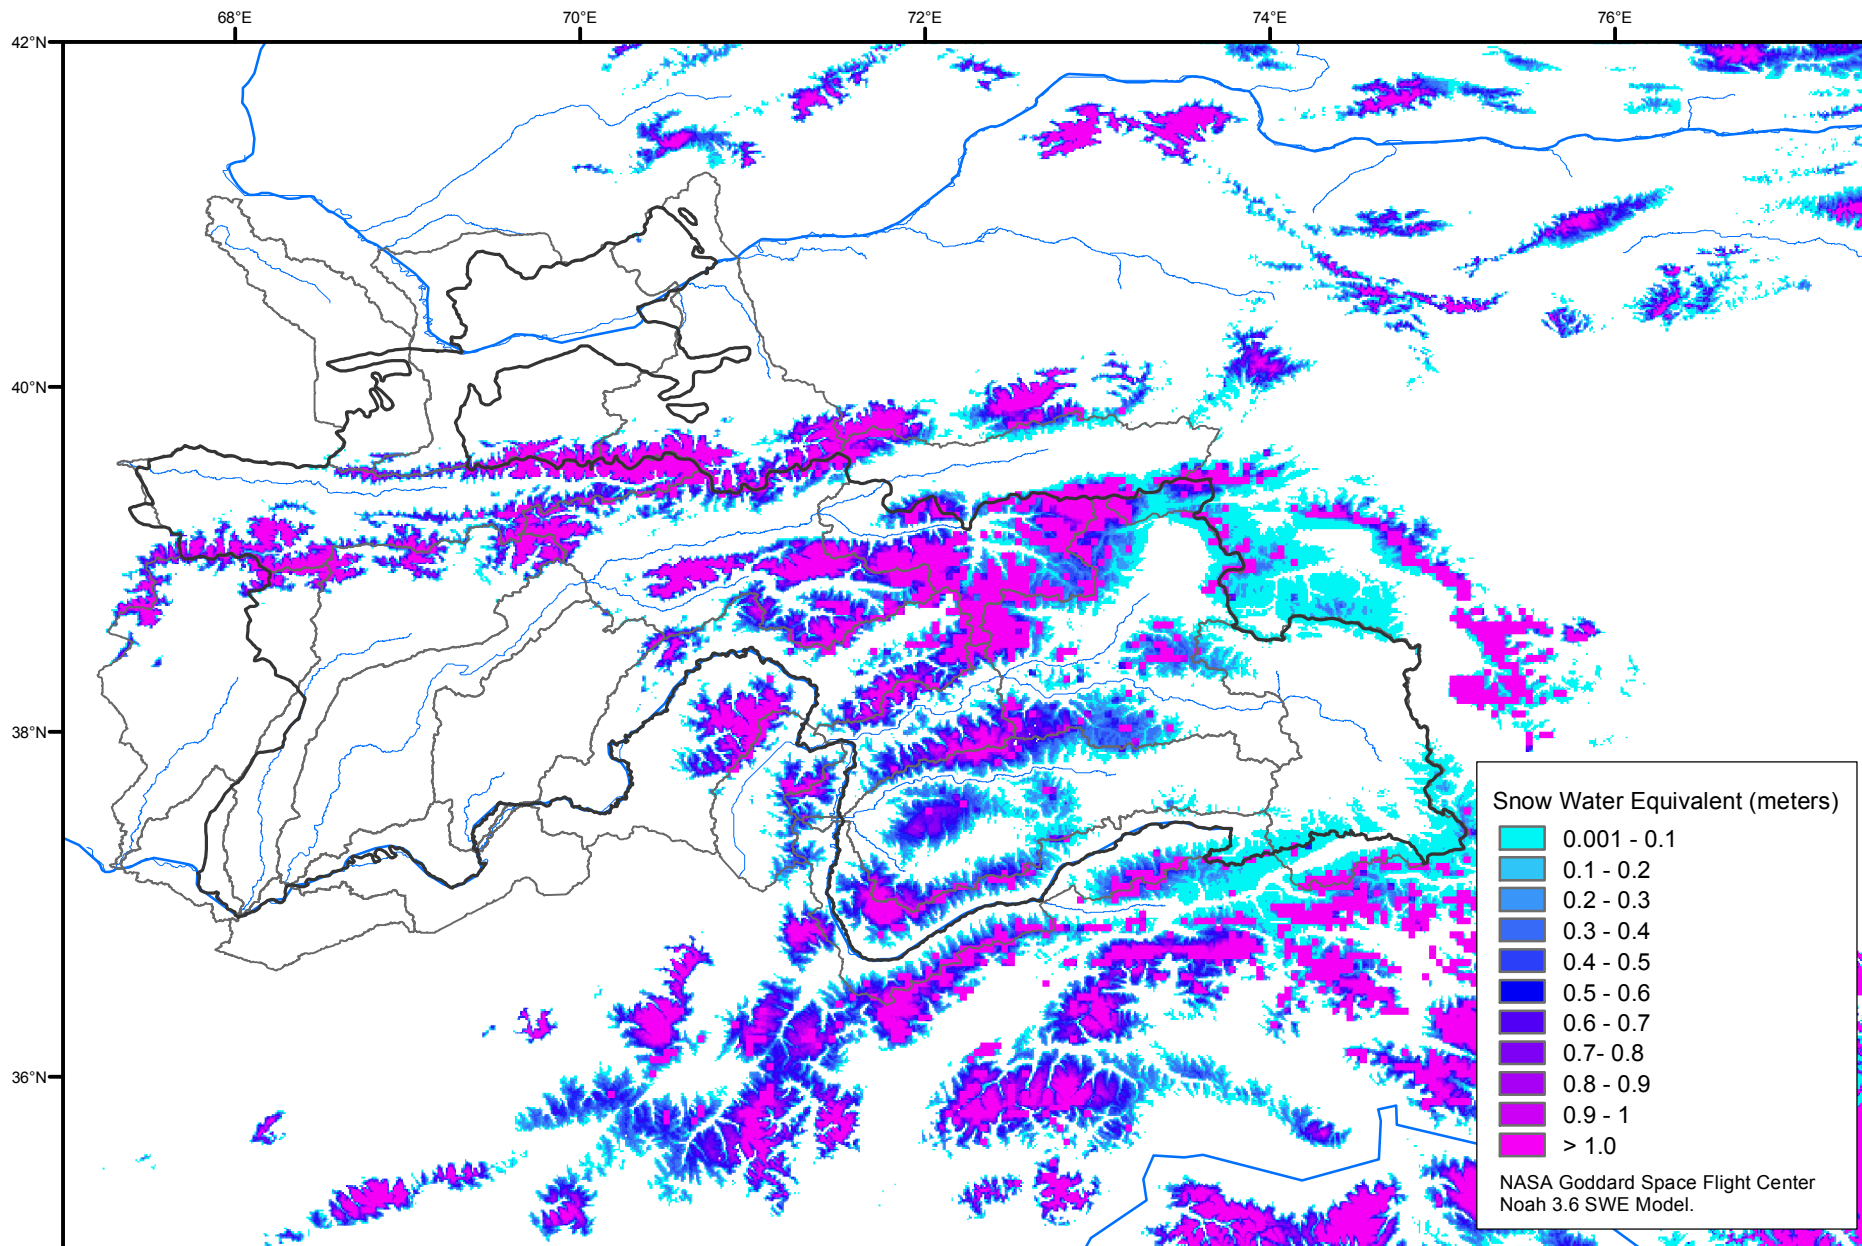 68°E
70°E
72°E
74°E
76°E
42°N
40°N
38°N
36°N
Snow Water Equivalent (meters)
0.001 - 0.1
0.1 - 0.2
0.2 - 0.3
0.3 - 0.4
0.4 - 0.5
0.5 - 0.6
0.6 - 0.7
0.7- 0.8
0.8 - 0.9
0.9 - 1
> 1.0
NASA Goddard Space Flight Center
Noah 3.6 SWE Model.